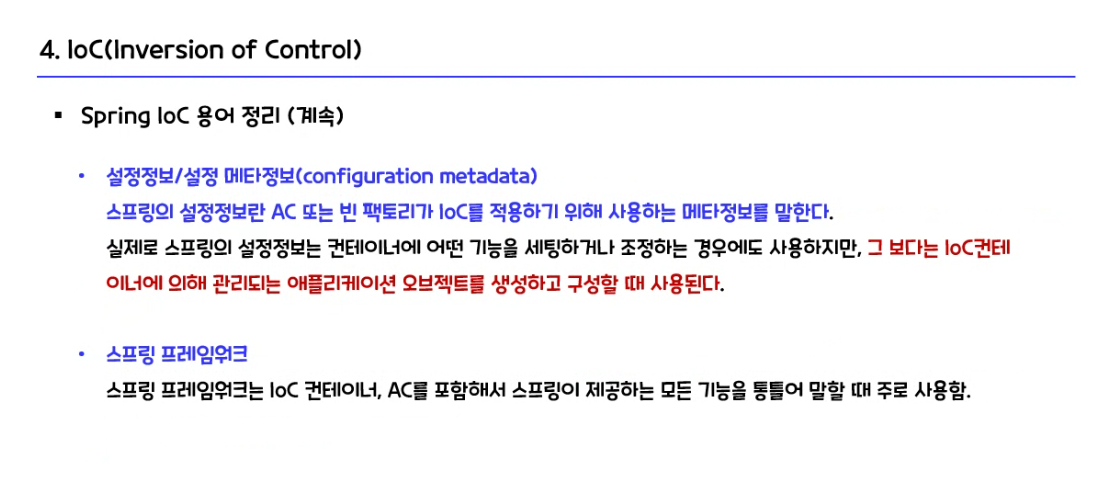 4. IoC(Inversion of Control)
▪ Spring IoC 용어 정리 (계속)
• 설정정보/설정 메타정보(configuration metadata)
스프링의 설정정보란 AC 또는 빈 팩토리가 IoC를 적용하기 위해 사용하는 메타정보를 말한다.
실제로 스프링의 설정정보는 컨테이너에 어떤 기능을 세팅하거나 조정하는 경우에도 사용하지만, 그 보다는 IoC컨테
이너에 의해 관리되는 애플리케이션 오브젝트를 생성하고 구성할 때 사용된다.
• 스프링 프레임워크
스프링 프레임워크는 IoC 컨테이너, AC를 포함해서 스프링이 제공하는 모든 기능을 통틀어 말할 때 주로 사용함.